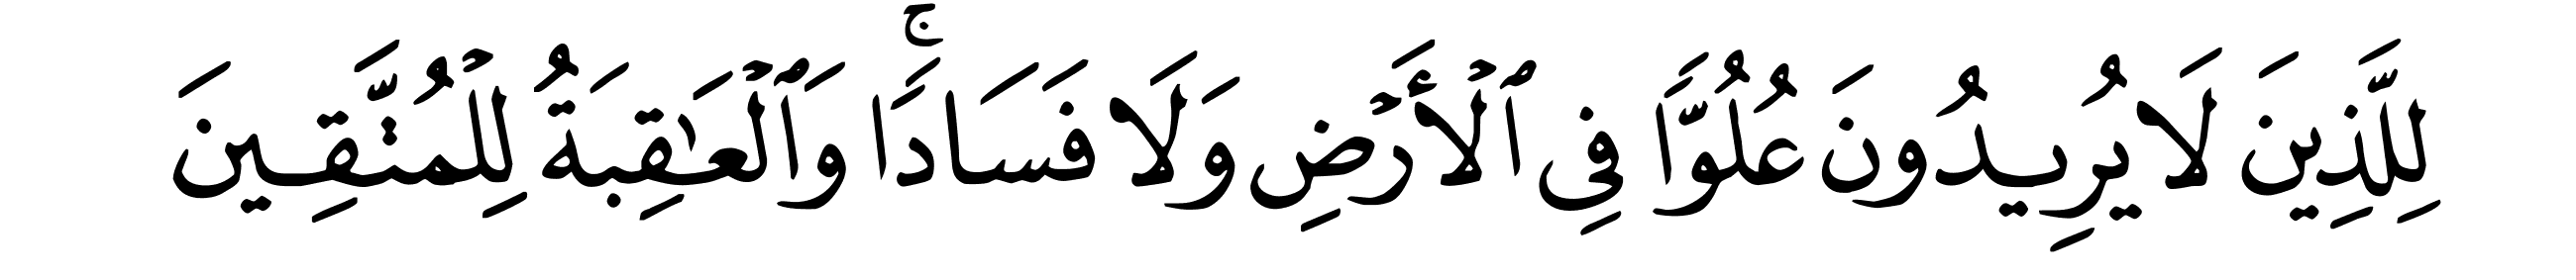 لِلَّذِينَ لَا يُرِيدُونَ عُلُوًّا فِى ٱلْأَرْضِ وَلَا فَسَادًا ۚ وَٱلْعَـٰقِبَةُ لِلْمُتَّقِينَ